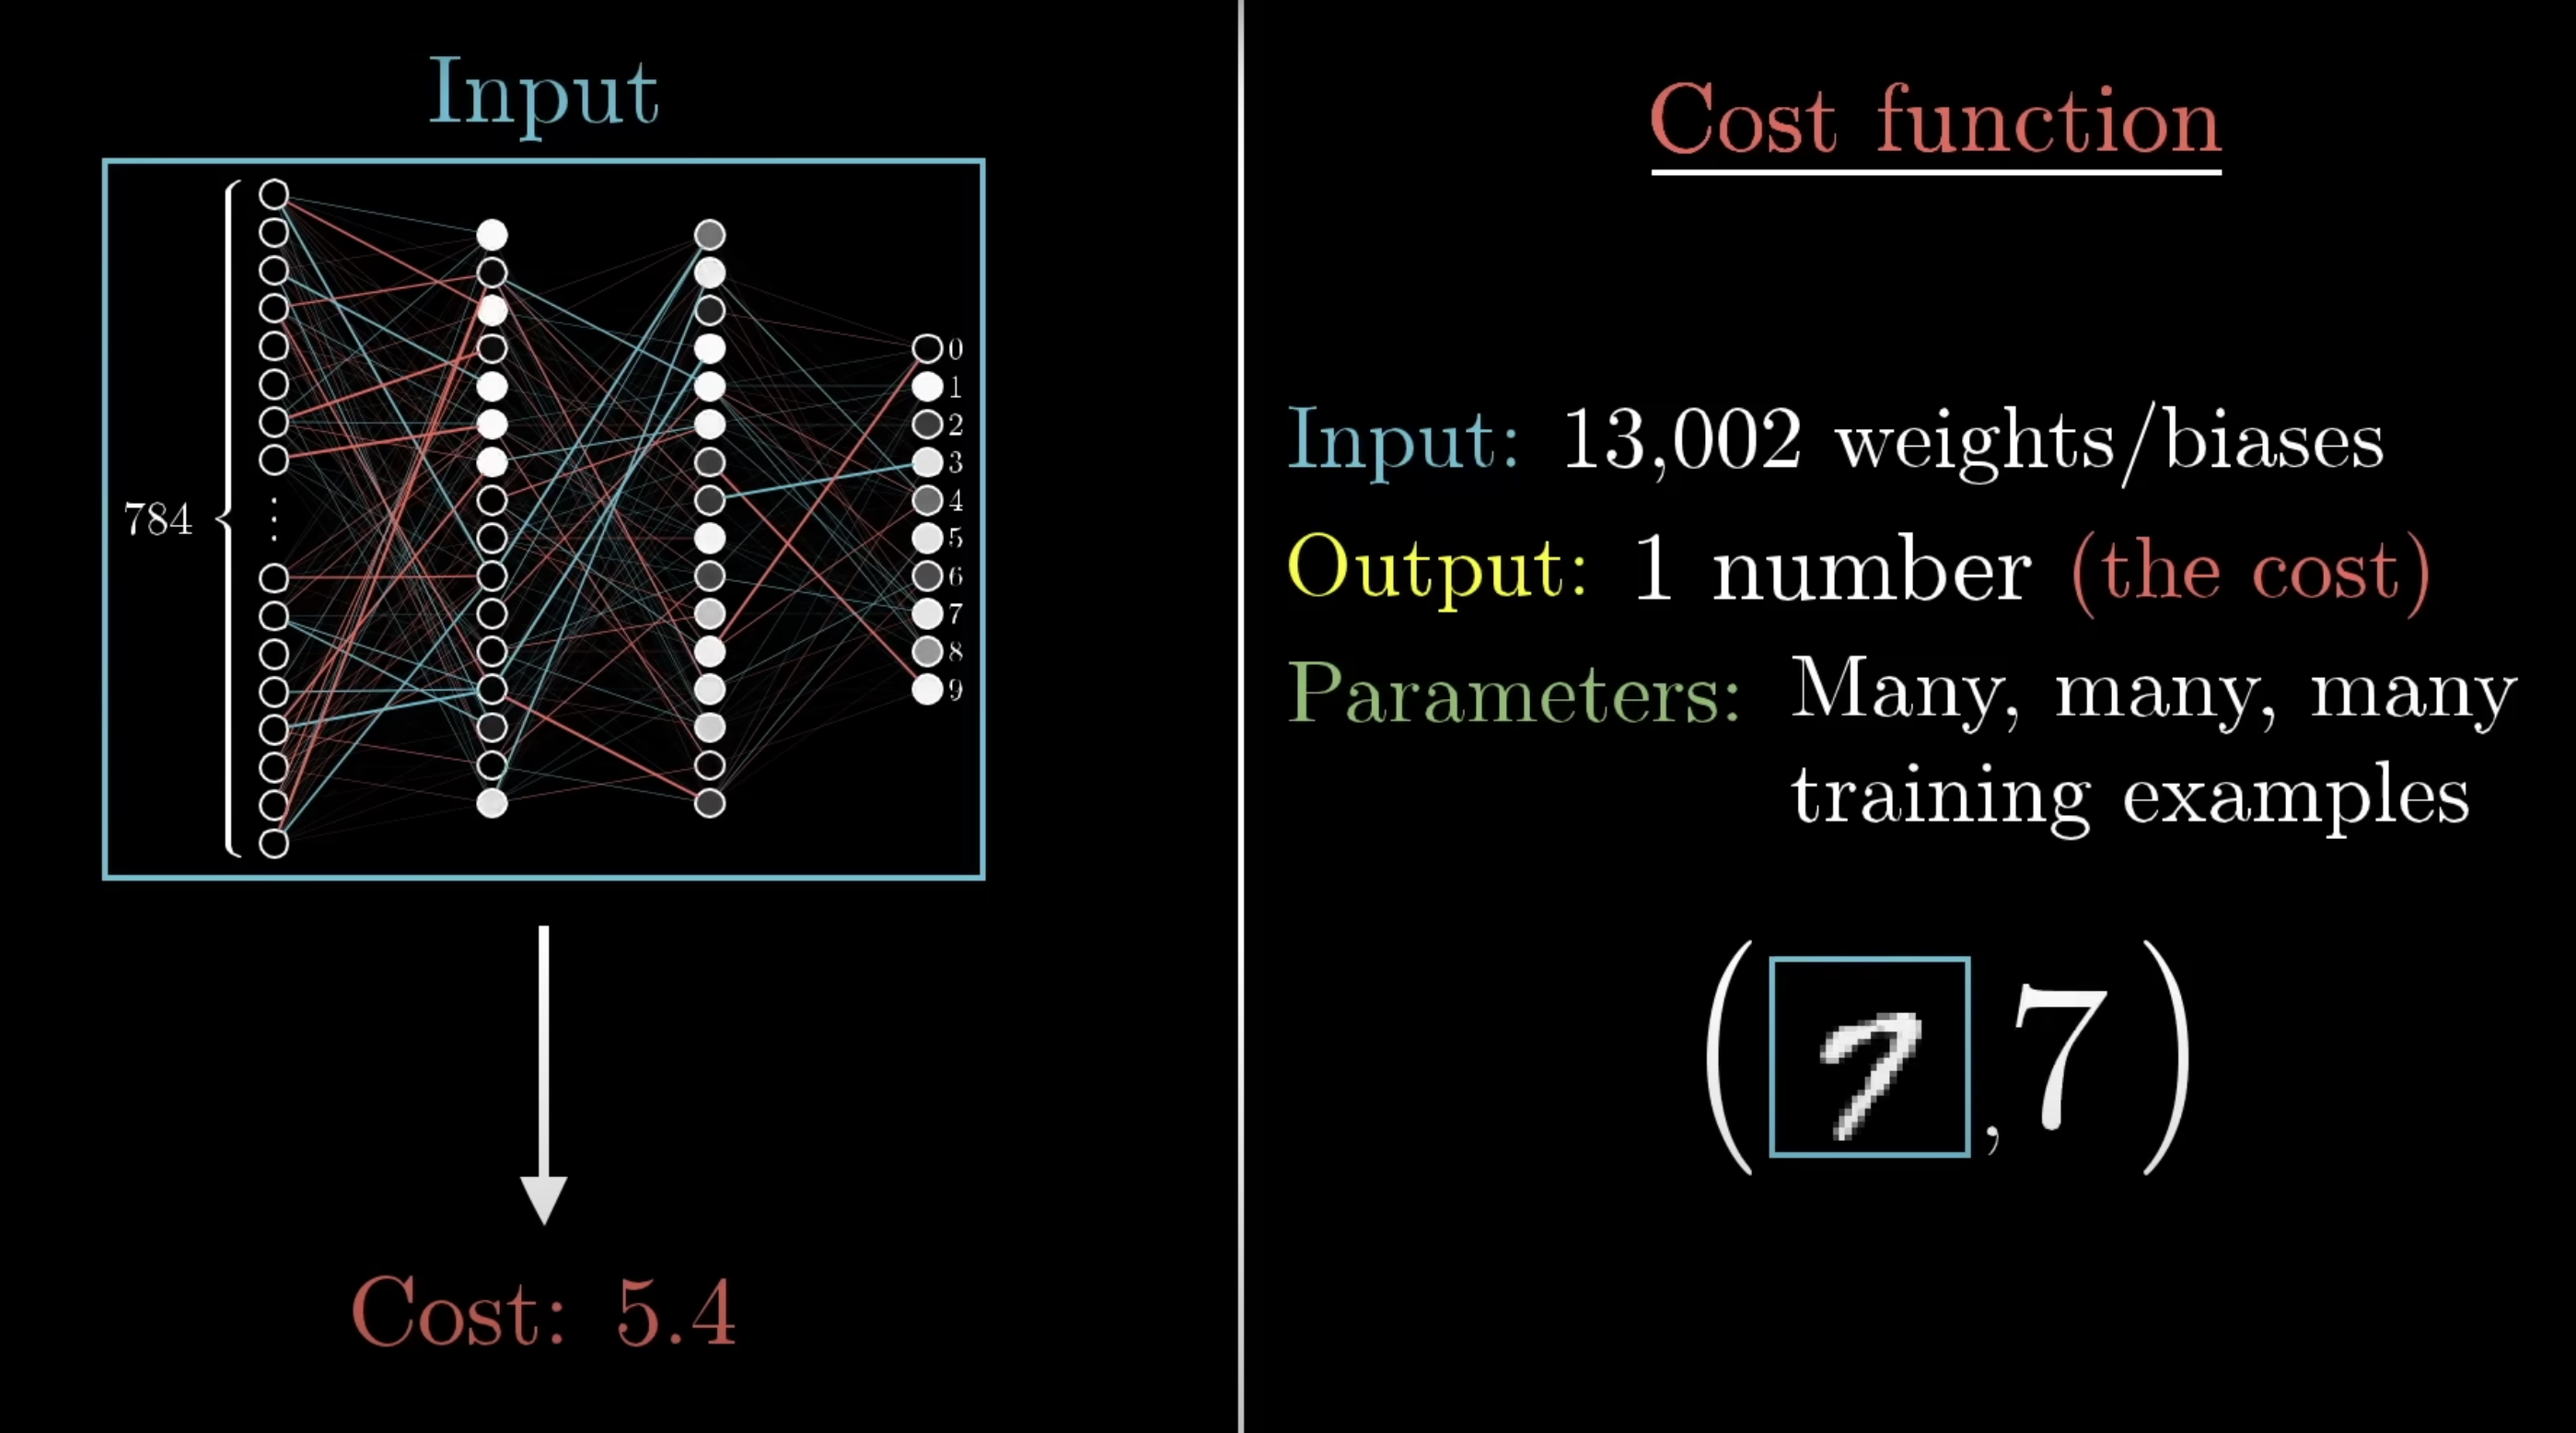 Input
784
0
1
2
3
4
5
6
7
8
9
Cost: 5.4
Cost function
Input: 13,002 weights/biases
Output: 1 number (the cost)
Parameters: Many, many, many
training examples
(7, 7)